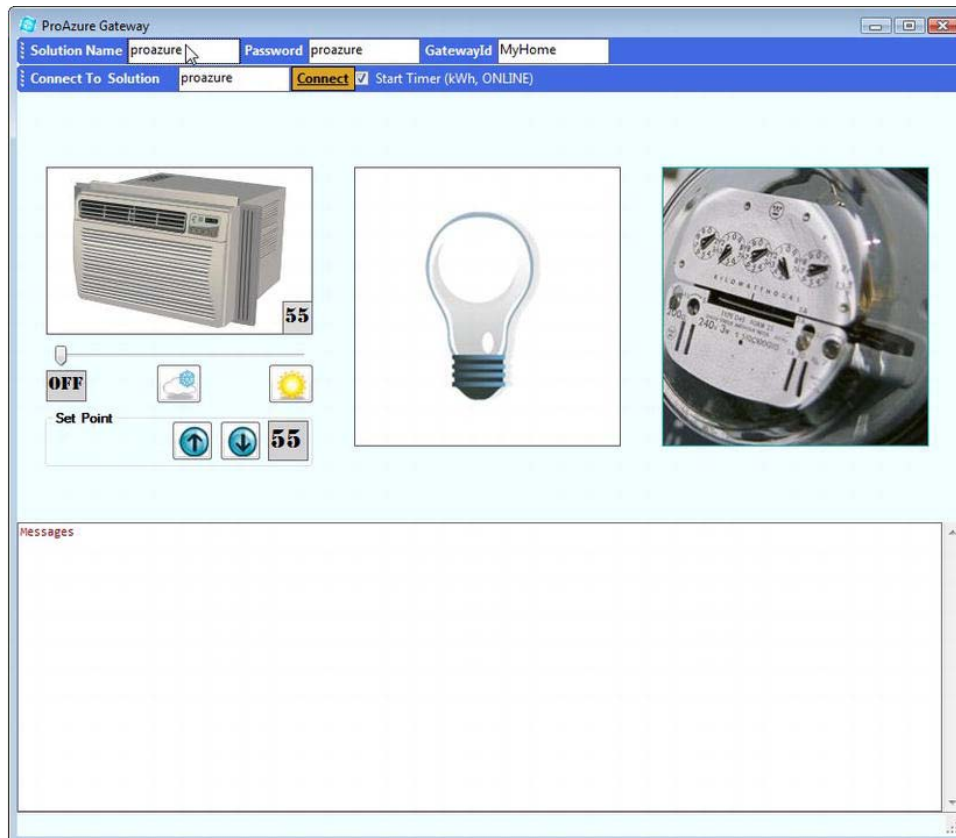 ProAzure Gateway
Solution Name proazure Password proazure GatewayId MyHome
Connect To Solution proazure Connect Start Timer (kWh, ONLINE)
55
OFF
Set Point
55
KILOWATTHOURS
Messages